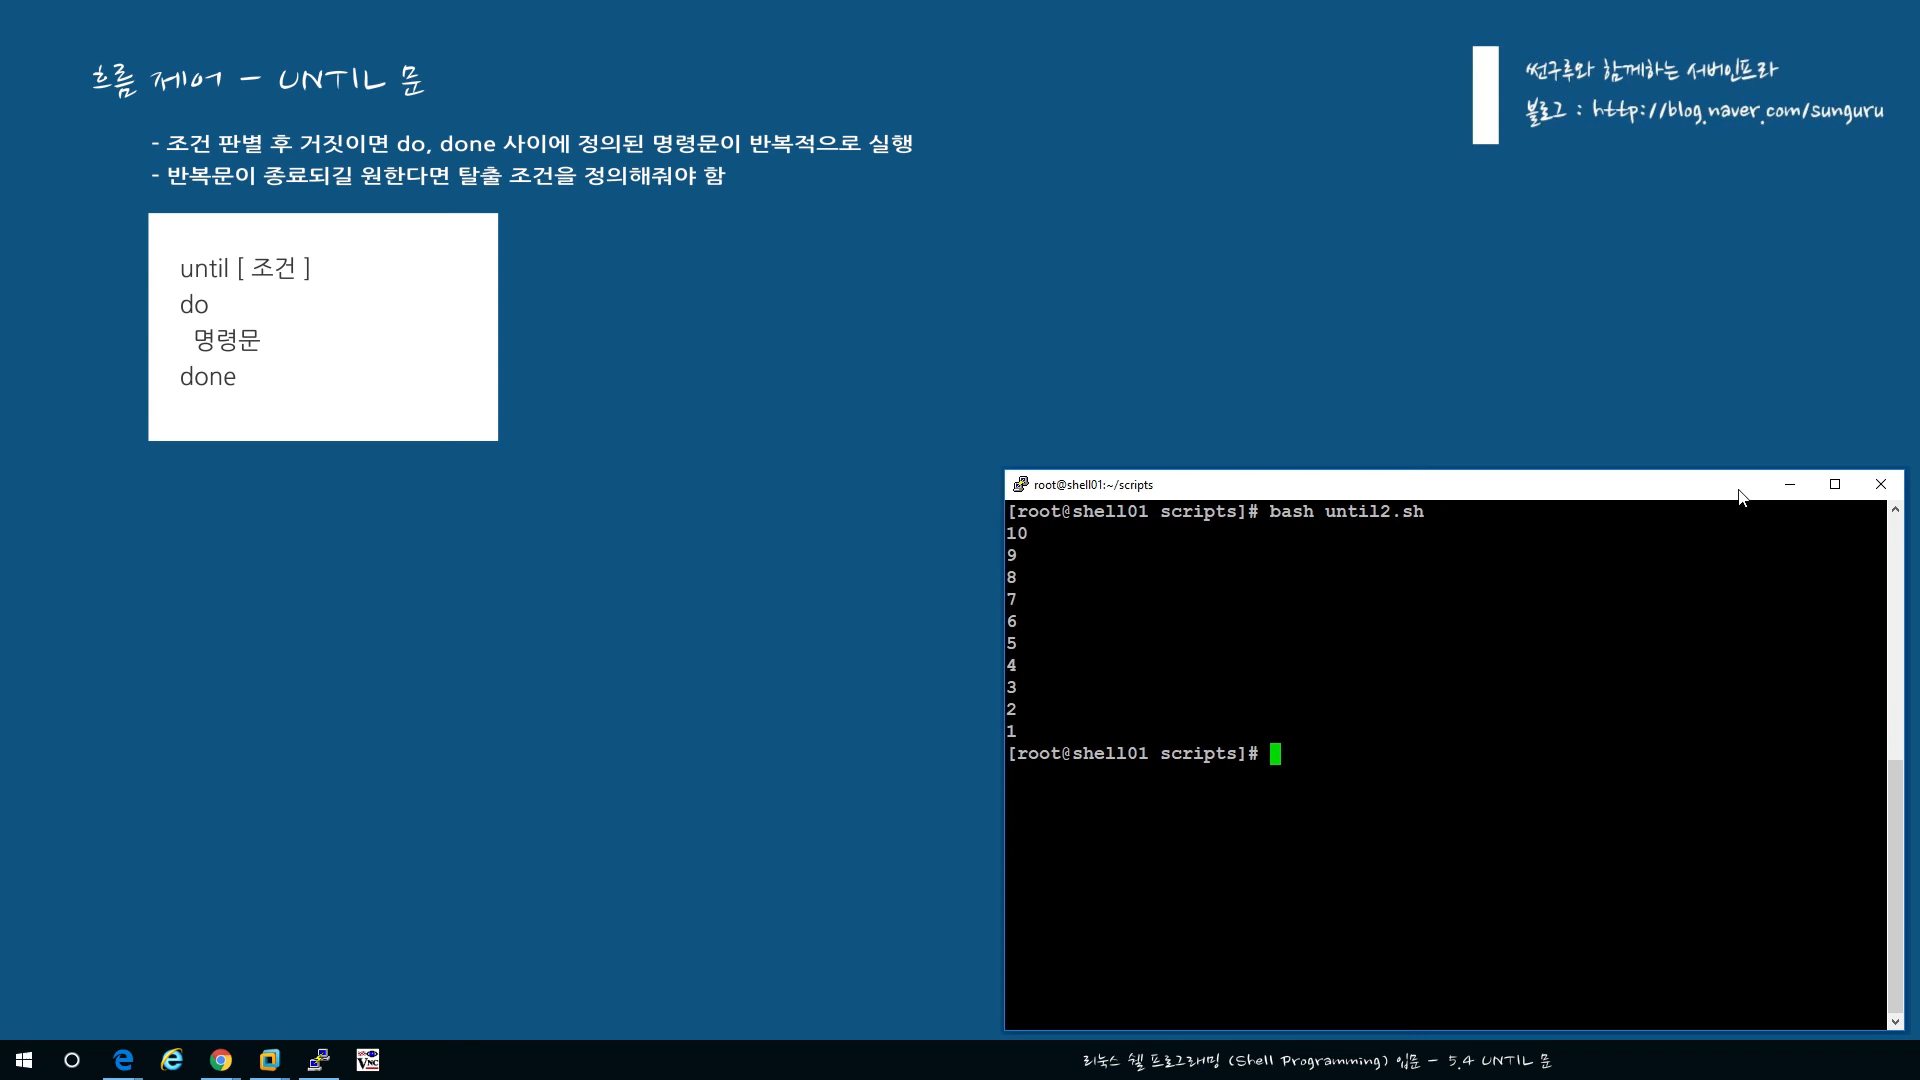 흐름 제어 - UNTIL 문
썬구루와 함께하는 서버인프라
블로그 : http://blog.naver.com/sunguru
- 조건 판별 후 거짓이면 do, done 사이에 정의된 명령문이 반복적으로 실행
- 반복문이 종료되길 원한다면 탈출 조건을 정의해줘야 함
until [ 조건 ]
do
명령문
done
root@shell01:~/scripts
[root@shell01 scripts]# bash until2.sh
10
9
8
7
6
5
4
3
2
1
[root@shell01 scripts]#
VNC
리눅스 쉘 프로그래밍 (Shell Programming) 입문 - 5.4 UNTIL 문